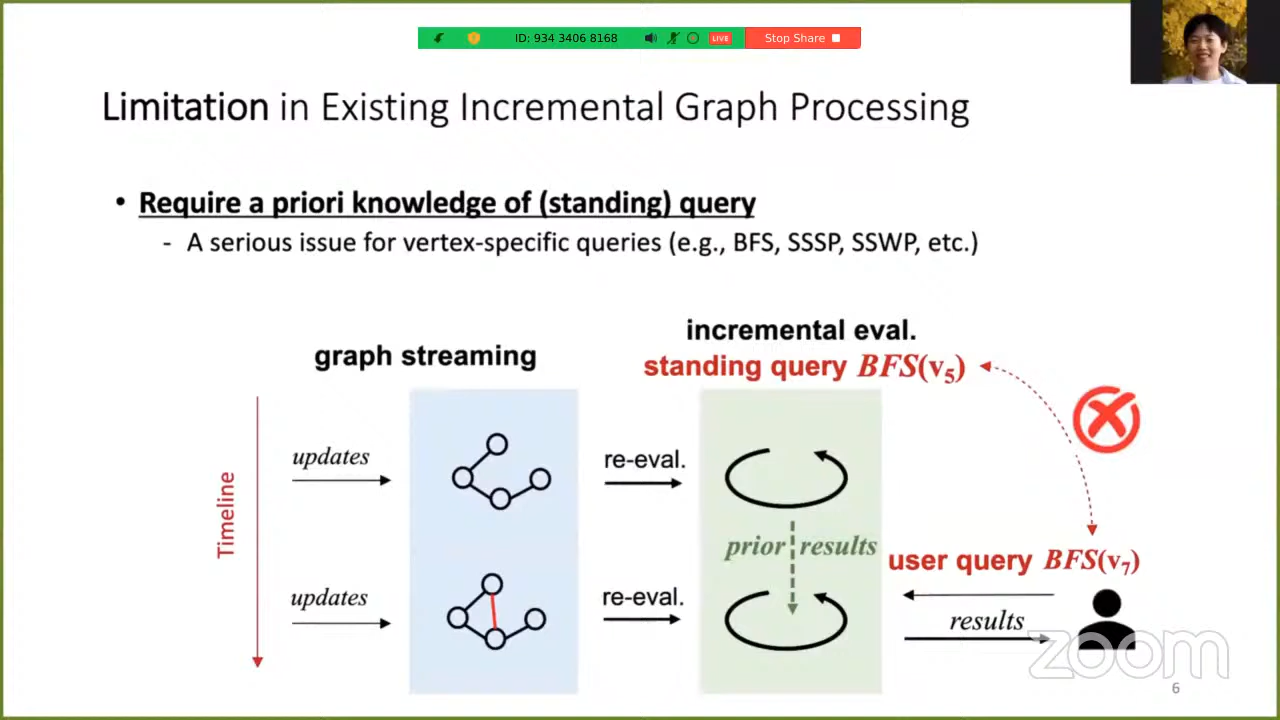 ID: 934 3406 8168
LIVE
Stop Share
Limitation in Existing Incremental Graph Processing
• Require a priori knowledge of (standing) query
- A serious issue for vertex-specific queries (e.g., BFS, SSSP, SSWP, etc.)
incremental eval.
graph streaming
standing query BFS(v5)
updates
re-eval.
Timeline
prior results
user query BFS(v7)
updates
re-eval.
results
zoom
6